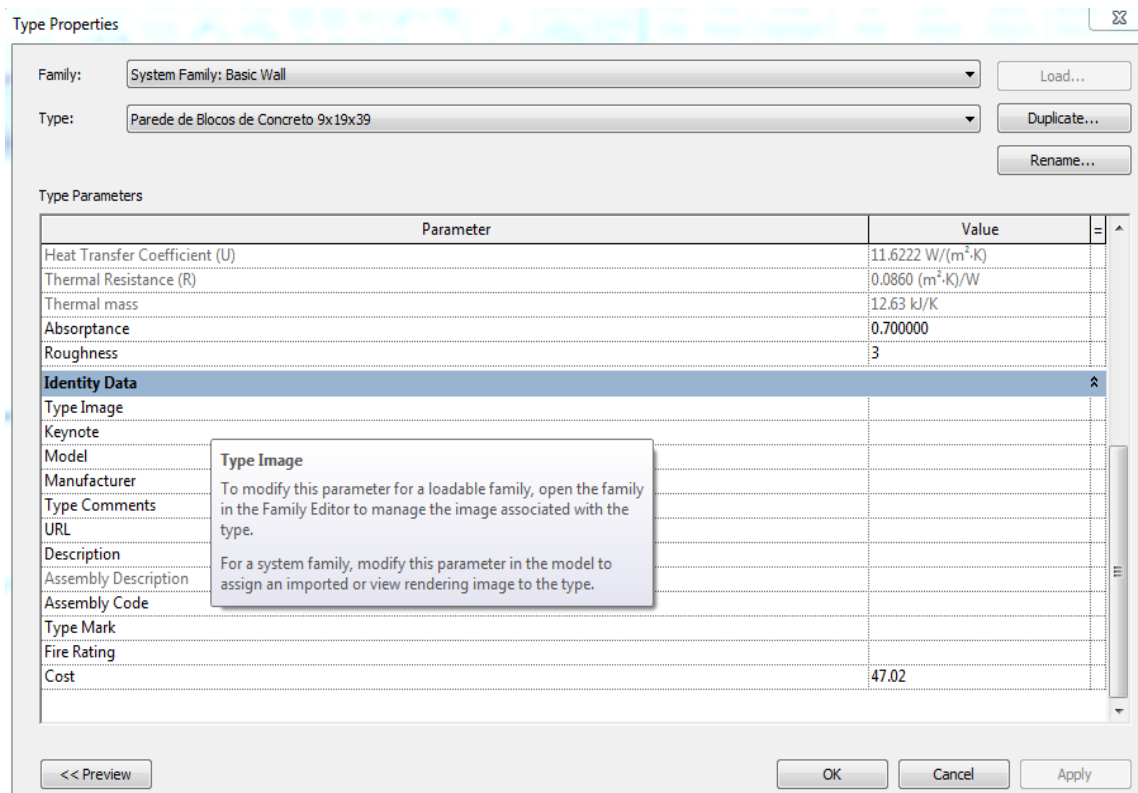 Type Properties
Family: System Family: Basic Wall Load...
Type: Parede de Blocos de Concreto 9x19x39 Duplicate...
Rename...
Type Parameters
Parameter Value =
Heat Transfer Coefficient (U) 11.6222 W/(m²·K)
Thermal Resistance (R) 0.0860 (m²·K)/W
Thermal mass 12.63 kJ/K
Absorptance 0.700000
Roughness 3
Identity Data
Type Image
Keynote
Model
Manufacturer
Type Comments
URL
Description
Assembly Description
Assembly Code
Type Mark
Fire Rating
Cost 47.02
Type Image
To modify this parameter for a loadable family, open the family
in the Family Editor to manage the image associated with the
type.
For a system family, modify this parameter in the model to
assign an imported or view rendering image to the type.
<< Preview OK Cancel Apply